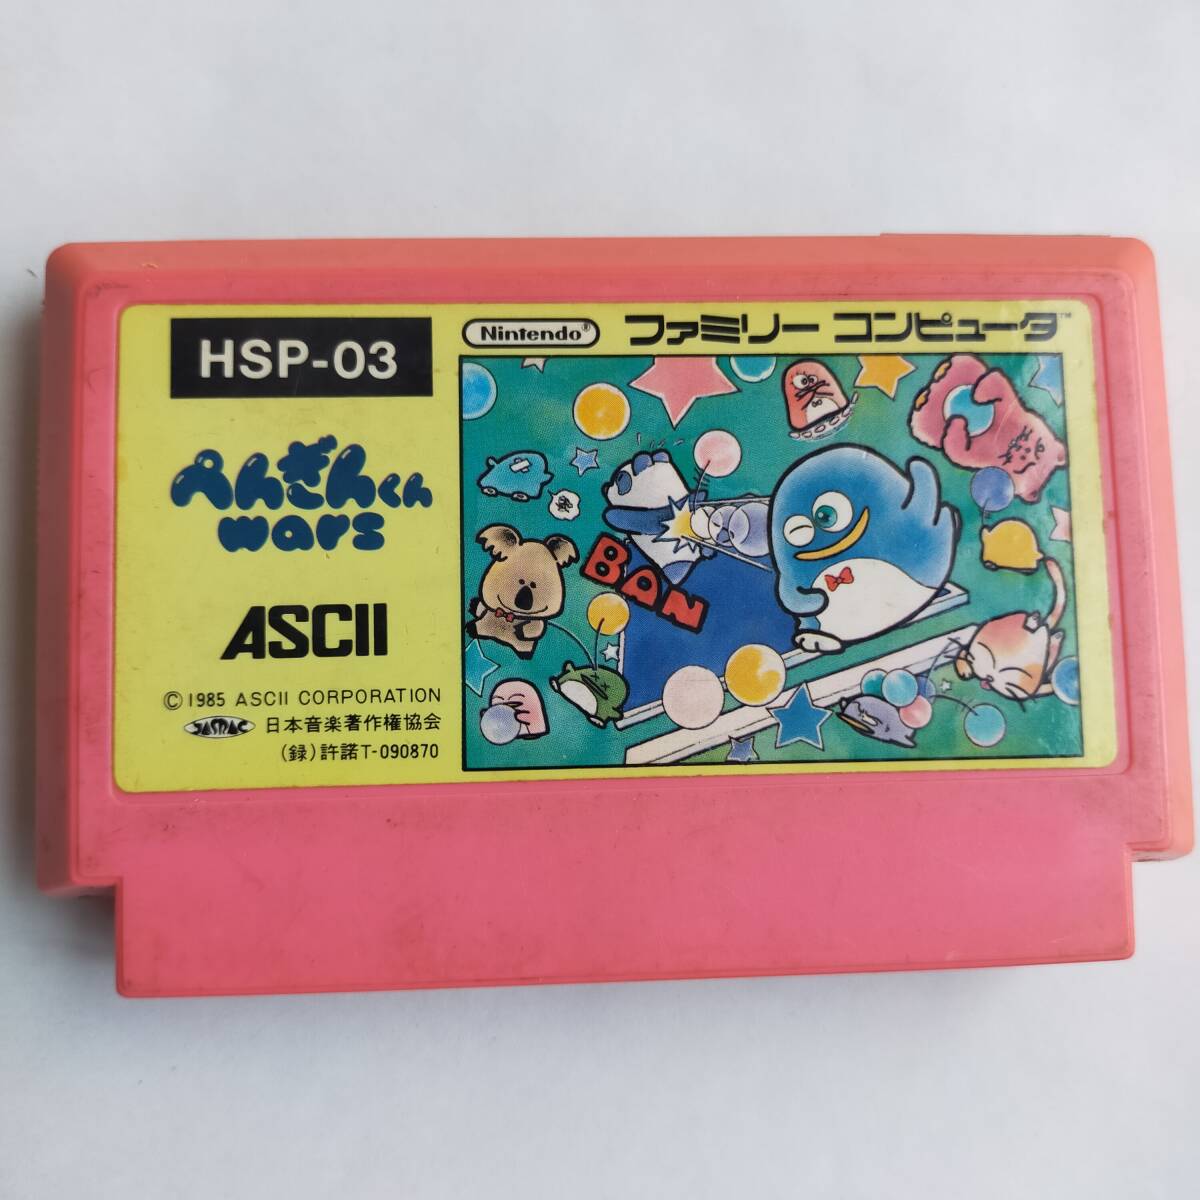 HSP-03
Nintendo®
ファミリー コンピュータ™
ぺんぎんくん
wars
BAN
ASCII
© 1985 ASCII CORPORATION
JASRAC 日本音楽著作権協会
(録)許諾T-090870